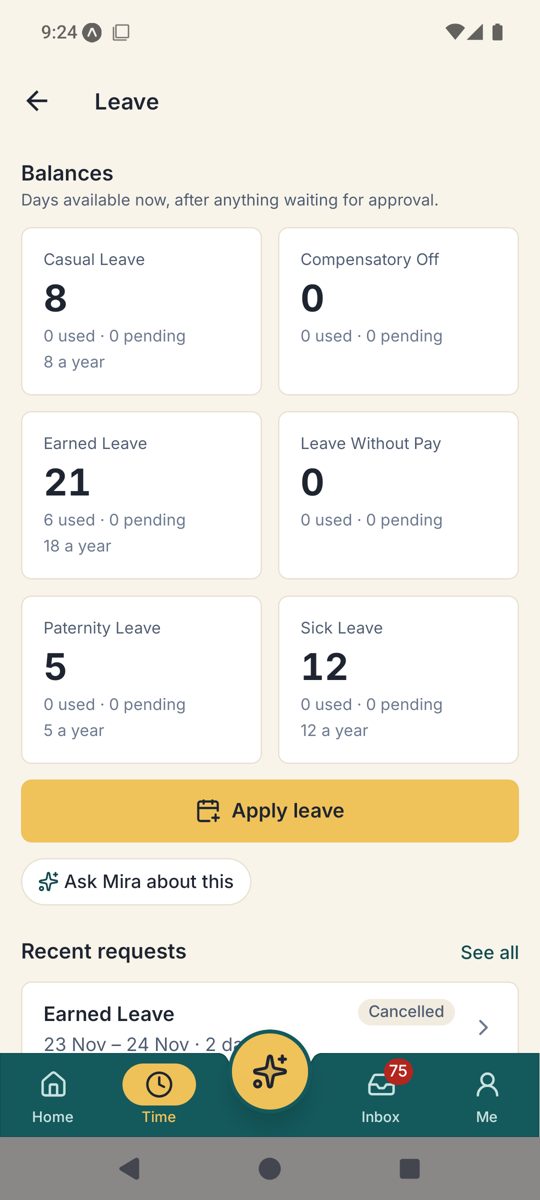 9:24
Leave
Balances
Days available now, after anything waiting for approval.
Casual Leave
8
0 used · 0 pending
8 a year
Compensatory Off
0
0 used · 0 pending
Earned Leave
21
6 used · 0 pending
18 a year
Leave Without Pay
0
0 used · 0 pending
Paternity Leave
5
0 used · 0 pending
5 a year
Sick Leave
12
0 used · 0 pending
12 a year
Apply leave
Ask Mira about this
Recent requests
See all
Earned Leave
Cancelled
23 Nov – 24 Nov · 2
Home
Time
75
Inbox
Me